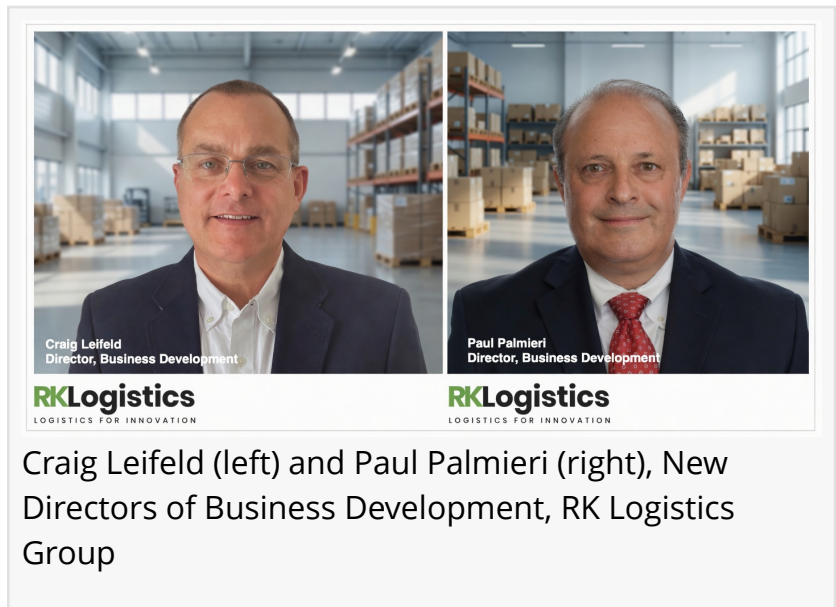 Craig Leifeld
Director, Business Development
Paul Palmieri
Director, Business Development
RKLogistics
LOGISTICS FOR INNOVATION
RKLogistics
LOGISTICS FOR INNOVATION
Craig Leifeld (left) and Paul Palmieri (right), New
Directors of Business Development, RK Logistics
Group